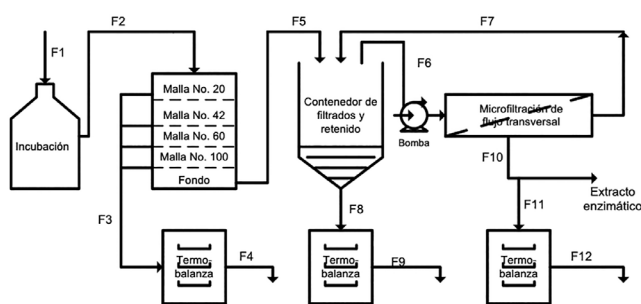 F1
F2
F5
F7
F6
Malla No. 20
Malla No. 42
Malla No. 60
Malla No. 100
Fondo
Incubación
Contenedor de
filtrados y
retenido
Bomba
Microfiltración de
flujo transversal
F10
Extracto
enzimático
F3
F8
F11
Termo-
balanza
F4
Termo-
balanza
F9
Termo-
balanza
F12